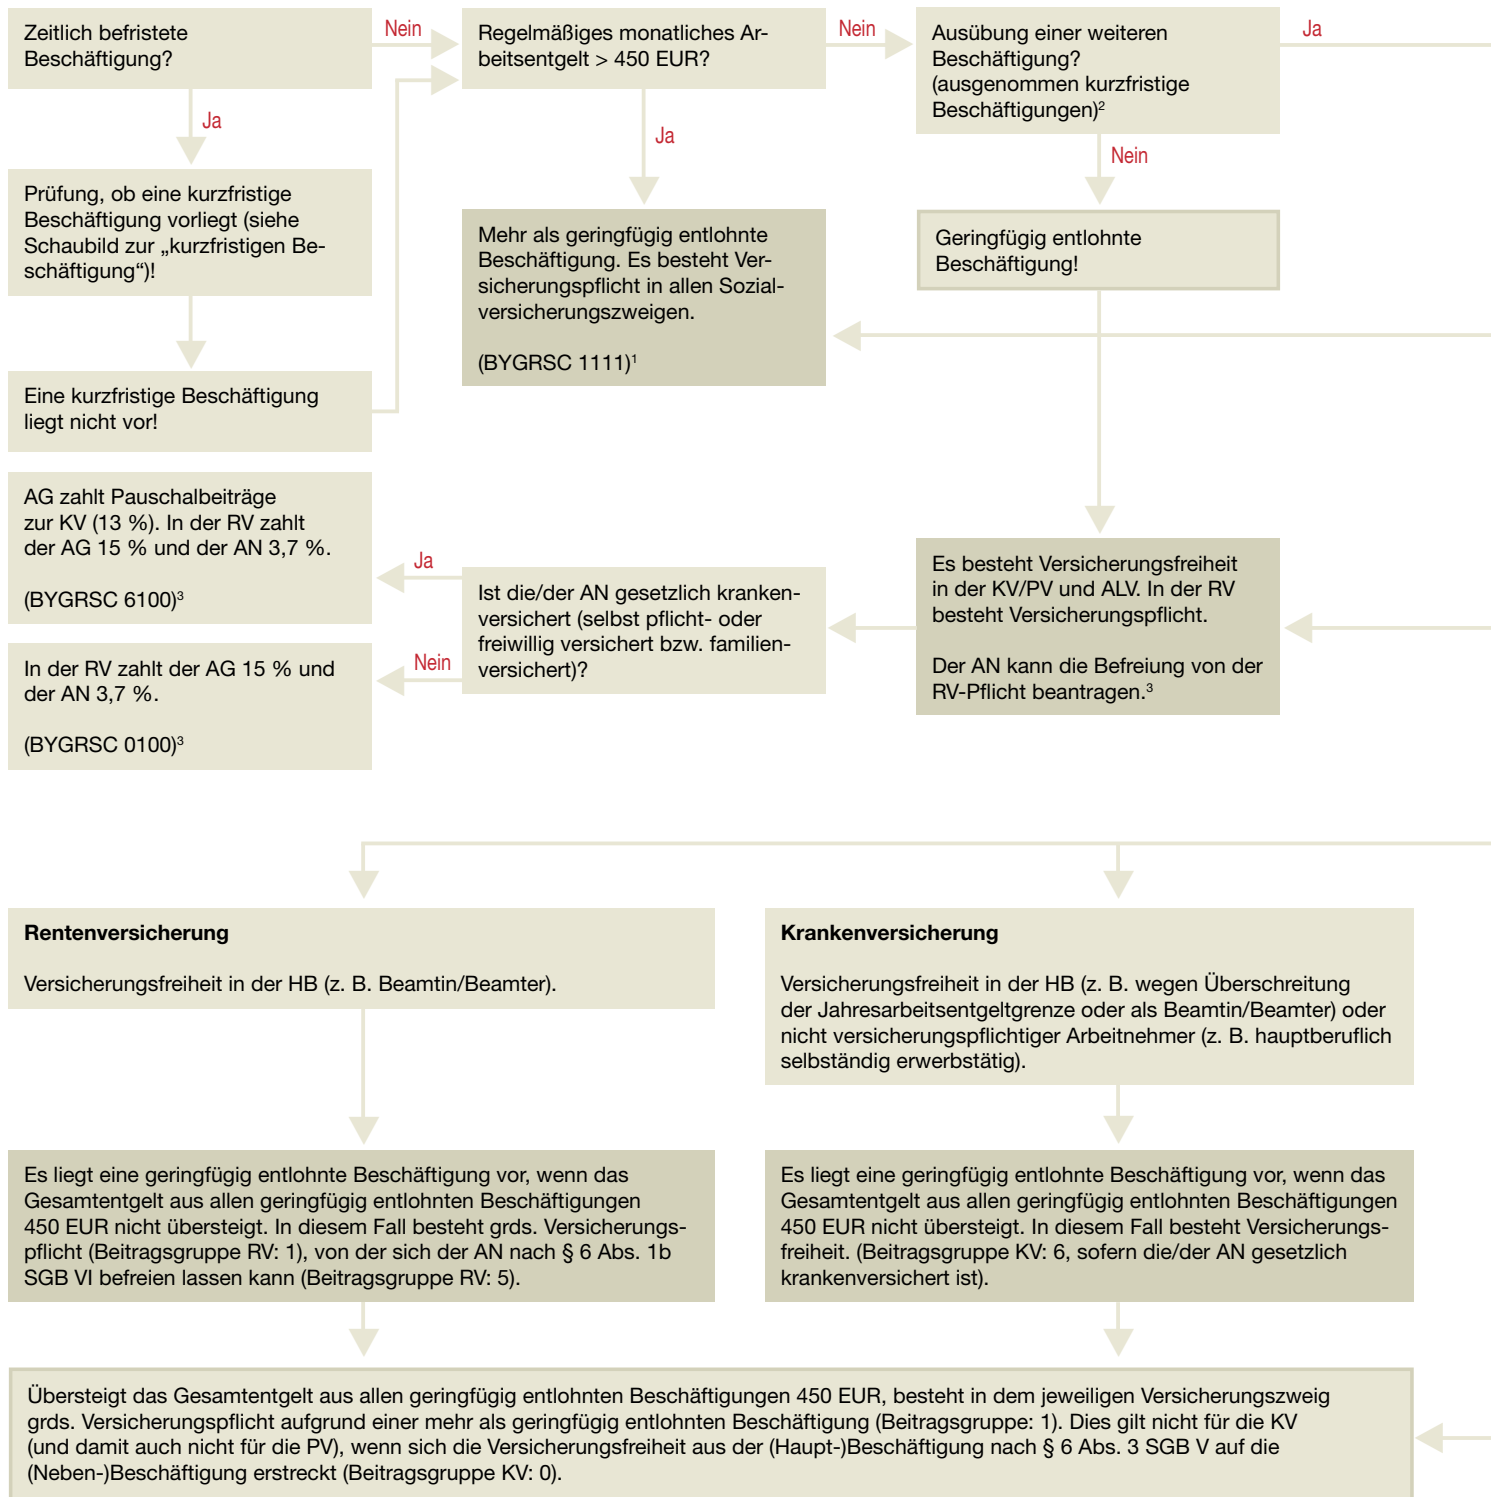 Zeitlich befristete
Beschäftigung?
Nein
Ja
Regelmäßiges monatliches Ar-
beitsentgelt > 450 EUR?
Nein
Ja
Ausübung einer weiteren
Beschäftigung?
(ausgenommen kurzfristige
Beschäftigungen)²
Ja
Nein
Prüfung, ob eine kurzfristige
Beschäftigung vorliegt (siehe
Schaubild zur „kurzfristigen Be-
schäftigung“)!
Mehr als geringfügig entlohnte
Beschäftigung. Es besteht Ver-
sicherungspflicht in allen Sozial-
versicherungszweigen.
(BYGRSC 1111)¹
Geringfügig entlohnte
Beschäftigung!
Eine kurzfristige Beschäftigung
liegt nicht vor!
AG zahlt Pauschalbeiträge
zur KV (13 %). In der RV zahlt
der AG 15 % und der AN 3,7 %.
(BYGRSC 6100)³
Ja
Nein
Ist die/der AN gesetzlich kranken-
versichert (selbst pflicht- oder
freiwillig versichert bzw. familien-
versichert)?
Es besteht Versicherungsfreiheit
in der KV/PV und ALV. In der RV
besteht Versicherungspflicht.
Der AN kann die Befreiung von der
RV-Pflicht beantragen.³
In der RV zahlt der AG 15 % und
der AN 3,7 %.
(BYGRSC 0100)³
Rentenversicherung
Versicherungsfreiheit in der HB (z. B. Beamtin/Beamter).
Krankenversicherung
Versicherungsfreiheit in der HB (z. B. wegen Überschreitung
der Jahresarbeitsentgeltgrenze oder als Beamtin/Beamter) oder
nicht versicherungspflichtiger Arbeitnehmer (z. B. hauptberuflich
selbständig erwerbstätig).
Es liegt eine geringfügig entlohnte Beschäftigung vor, wenn das
Gesamtentgelt aus allen geringfügig entlohnten Beschäftigungen
450 EUR nicht übersteigt. In diesem Fall besteht grds. Versicherungs-
pflicht (Beitragsgruppe RV: 1), von der sich der AN nach § 6 Abs. 1b
SGB VI befreien lassen kann (Beitragsgruppe RV: 5).
Es liegt eine geringfügig entlohnte Beschäftigung vor, wenn das
Gesamtentgelt aus allen geringfügig entlohnten Beschäftigungen
450 EUR nicht übersteigt. In diesem Fall besteht Versicherungs-
freiheit. (Beitragsgruppe KV: 6, sofern die/der AN gesetzlich
krankenversichert ist).
Übersteigt das Gesamtentgelt aus allen geringfügig entlohnten Beschäftigungen 450 EUR, besteht in dem jeweiligen Versicherungszweig
grds. Versicherungspflicht aufgrund einer mehr als geringfügig entlohnten Beschäftigung (Beitragsgruppe: 1). Dies gilt nicht für die KV
(und damit auch nicht für die PV), wenn sich die Versicherungsfreiheit aus der (Haupt-)Beschäftigung nach § 6 Abs. 3 SGB V auf die
(Neben-)Beschäftigung erstreckt (Beitragsgruppe KV: 0).